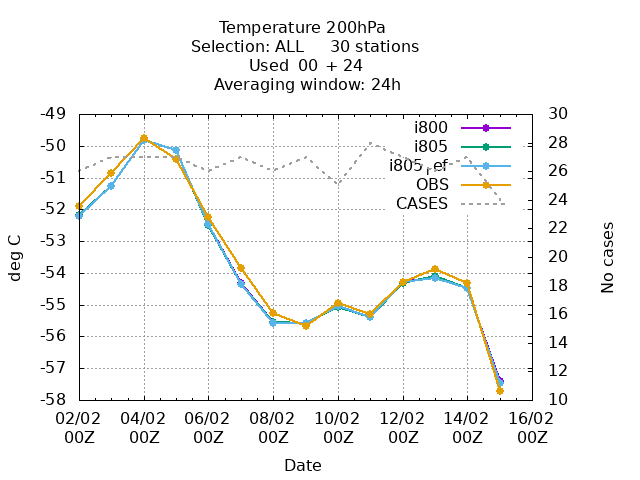 Temperature 200hPa
Selection: ALL 30 stations
Used 00 + 24
Averaging window: 24h
-49
-50
-51
-52
-53
-54
-55
-56
-57
-58
30
28
26
24
22
20
18
16
14
12
10
i800
i805
i805_ef
OBS
CASES
deg C
No cases
02/02 04/02 06/02 08/02 10/02 12/02 14/02 16/02
00Z 00Z 00Z 00Z 00Z 00Z 00Z 00Z
Date